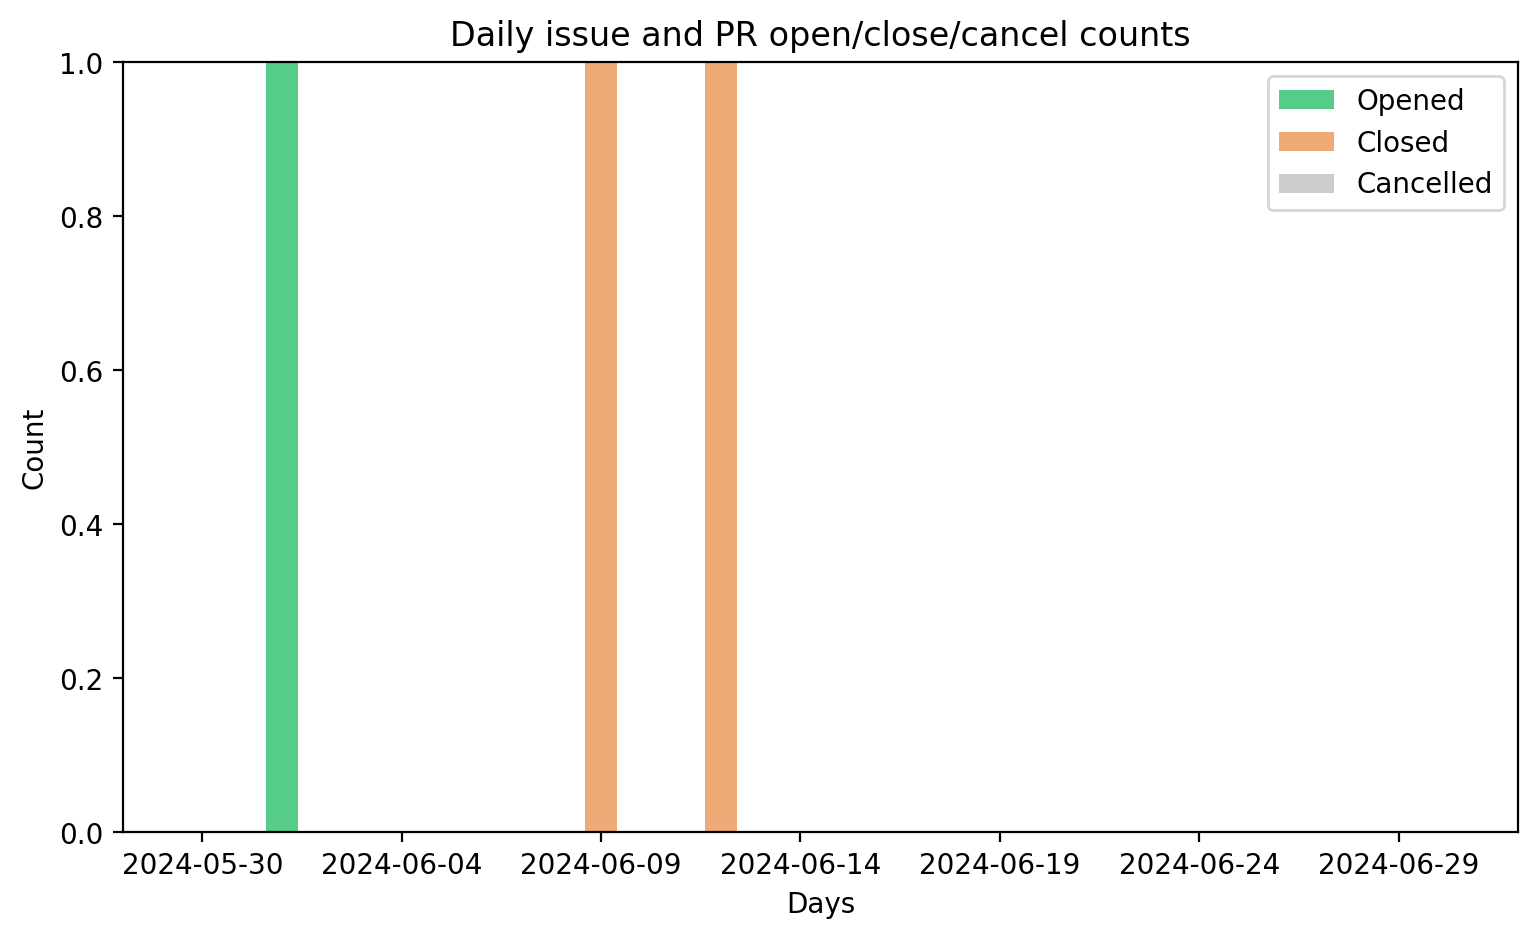 Daily issue and PR open/close/cancel counts
1.0
0.8
0.6
0.4
0.2
0.0
Count
Opened
Closed
Cancelled
2024-05-30 2024-06-04 2024-06-09 2024-06-14 2024-06-19 2024-06-24 2024-06-29
Days